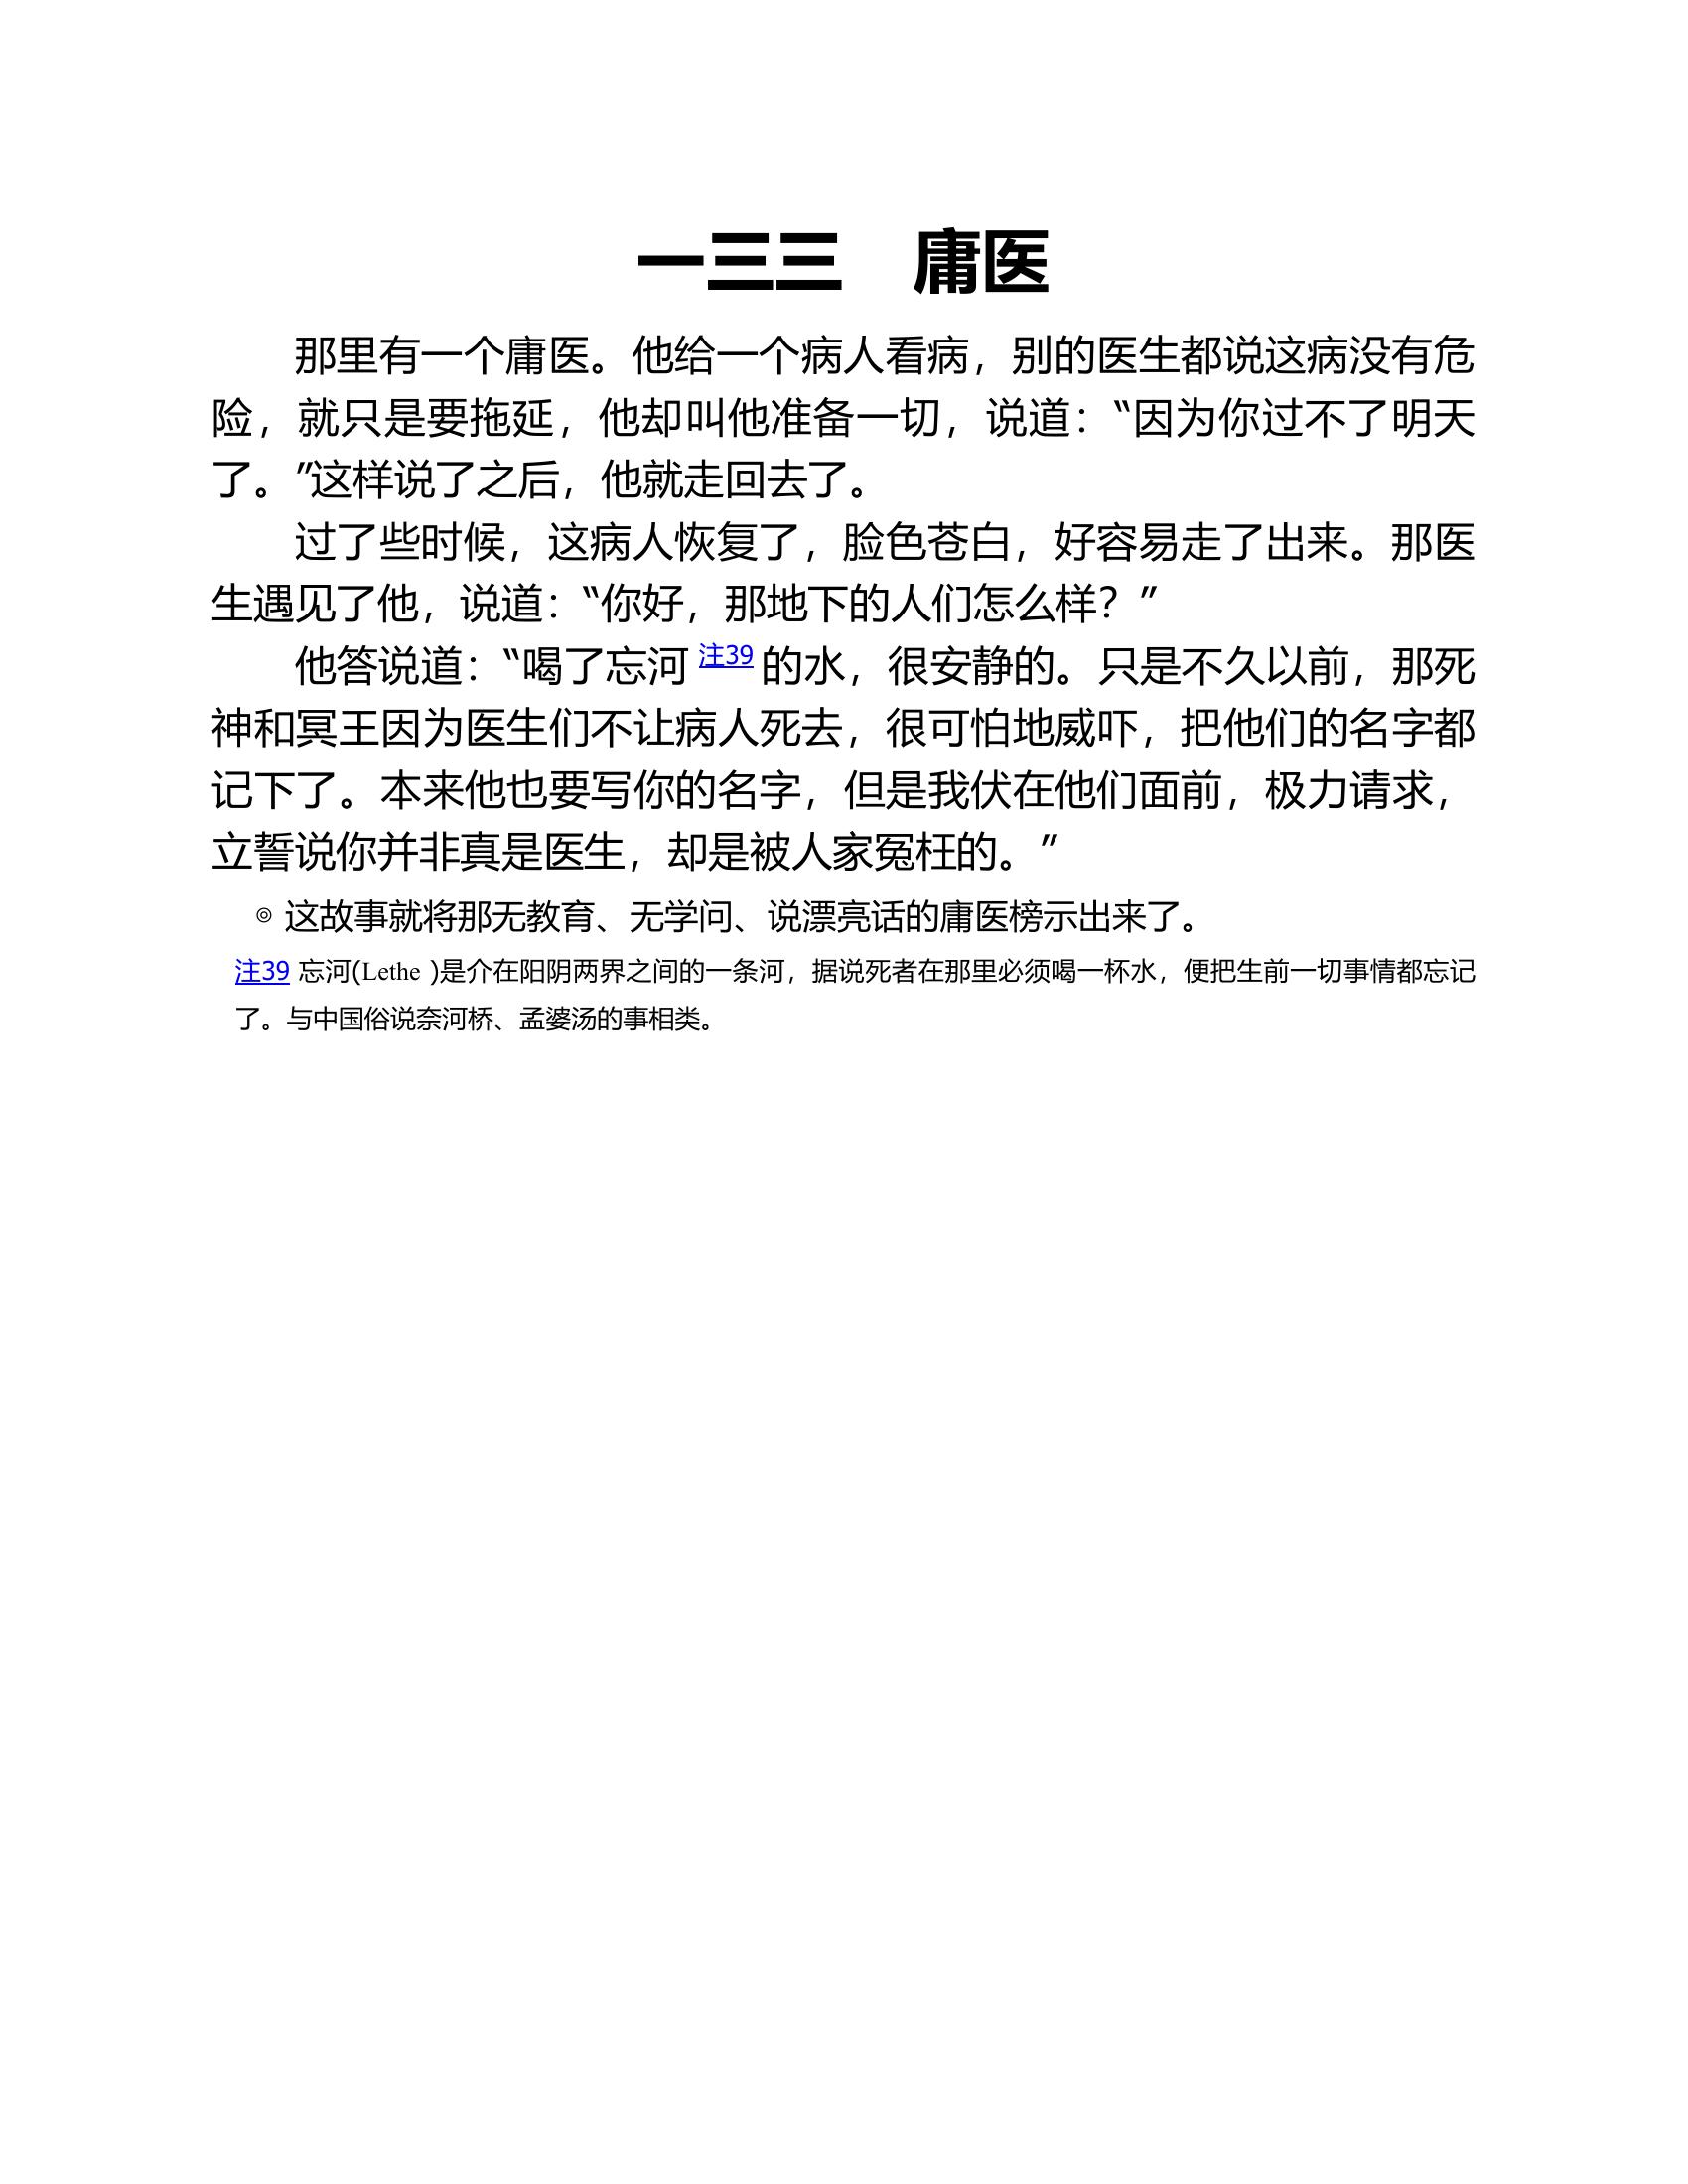 一三三　庸医
那里有一个庸医。他给一个病人看病，别的医生都说这病没有危
险，就只是要拖延，他却叫他准备一切，说道：“因为你过不了明天
了。”这样说了之后，他就走回去了。
过了些时候，这病人恢复了，脸色苍白，好容易走了出来。那医
生遇见了他，说道：“你好，那地下的人们怎么样？”
他答说道：“喝了忘河 注39 的水，很安静的。只是不久以前，那死
神和冥王因为医生们不让病人死去，很可怕地威吓，把他们的名字都
记下了。本来他也要写你的名字，但是我伏在他们面前，极力请求，
立誓说你并非真是医生，却是被人家冤枉的。”
◎ 这故事就将那无教育、无学问、说漂亮话的庸医榜示出来了。
注39 忘河(Lethe )是介在阳阴两界之间的一条河，据说死者在那里必须喝一杯水，便把生前一切事情都忘记
了。与中国俗说奈河桥、孟婆汤的事相类。